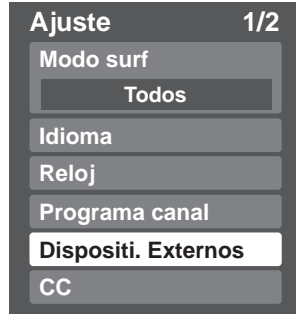 Ajuste 1/2
Modo surf
Todos
Idioma
Reloj
Programa canal
Dispositi. Externos
CC